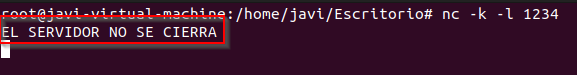 root@javi-virtual-machine:/home/javi/Escritorio# nc -k -l 1234
EL SERVIDOR NO SE CIERRA